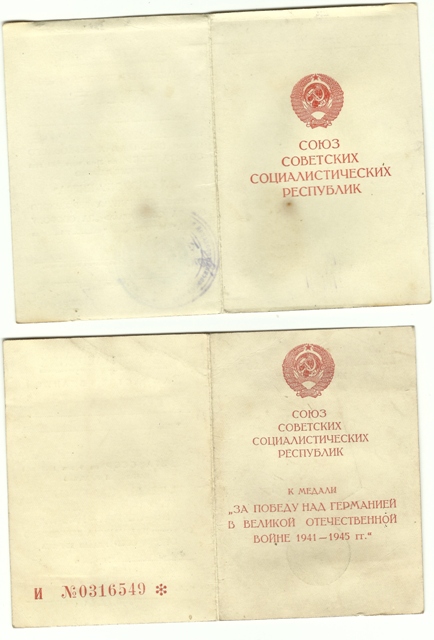 СОЮЗ
СОВЕТСКИХ
СОЦИАЛИСТИЧЕСКИХ
РЕСПУБЛИК
СОЮЗ
СОВЕТСКИХ
СОЦИАЛИСТИЧЕСКИХ
РЕСПУБЛИК
К МЕДАЛИ
„ЗА ПОБЕДУ НАД ГЕРМАНИЕЙ
В ВЕЛИКОЙ ОТЕЧЕСТВЕННОЙ
ВОЙНЕ 1941—1945 гг."
И №0316549 *